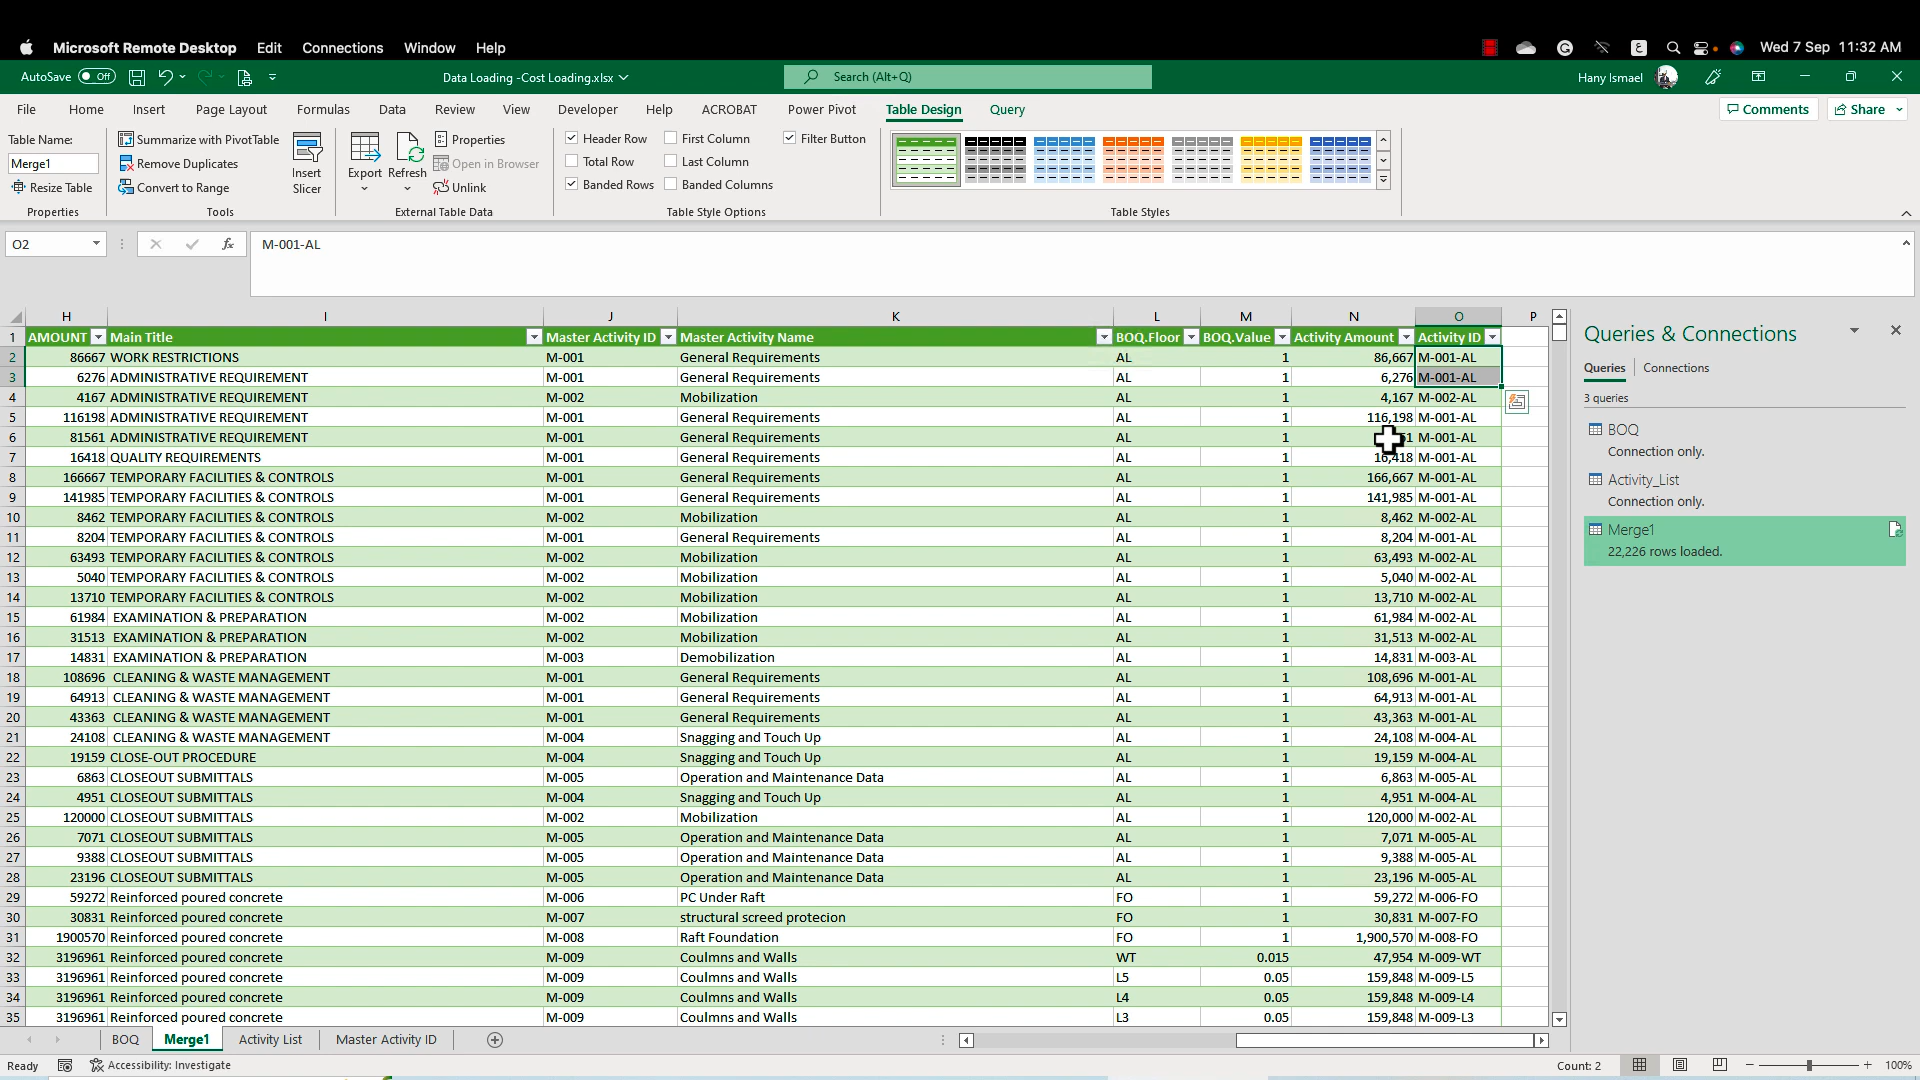 Microsoft Remote Desktop Edit Connections Window Help
Wed 7 Sep 11:32 AM
AutoSave Off
Data Loading -Cost Loading.xlsx
Search (Alt+Q)
Hany Ismael
File Home Insert Page Layout Formulas Data Review View Developer Help ACROBAT Power Pivot Table Design Query
Comments Share
Table Name:
Merge1
Resize Table
Properties
Summarize with PivotTable
Remove Duplicates
Convert to Range
Tools
Insert Slicer
Export Refresh
Properties
Open in Browser
Unlink
External Table Data
Header Row First Column Filter Button
Total Row Last Column
Banded Rows Banded Columns
Table Style Options
Table Styles
O2
fx
M-001-AL
H I J K L M N O P
1 AMOUNT Main Title Master Activity ID Master Activity Name BOQ.Floor BOQ.Value Activity Amount Activity ID
2 86667 WORK RESTRICTIONS M-001 General Requirements AL 1 86,667 M-001-AL
3 6276 ADMINISTRATIVE REQUIREMENT M-001 General Requirements AL 1 6,276 M-001-AL
4 4167 ADMINISTRATIVE REQUIREMENT M-002 Mobilization AL 1 4,167 M-002-AL
5 116198 ADMINISTRATIVE REQUIREMENT M-001 General Requirements AL 1 116,198 M-001-AL
6 81561 ADMINISTRATIVE REQUIREMENT M-001 General Requirements AL 1 M-001-AL
7 16418 QUALITY REQUIREMENTS M-001 General Requirements AL 1 16,418 M-001-AL
8 166667 TEMPORARY FACILITIES & CONTROLS M-001 General Requirements AL 1 166,667 M-001-AL
9 141985 TEMPORARY FACILITIES & CONTROLS M-001 General Requirements AL 1 141,985 M-001-AL
10 8462 TEMPORARY FACILITIES & CONTROLS M-002 Mobilization AL 1 8,462 M-002-AL
11 8204 TEMPORARY FACILITIES & CONTROLS M-001 General Requirements AL 1 8,204 M-001-AL
12 63493 TEMPORARY FACILITIES & CONTROLS M-002 Mobilization AL 1 63,493 M-002-AL
13 5040 TEMPORARY FACILITIES & CONTROLS M-002 Mobilization AL 1 5,040 M-002-AL
14 13710 TEMPORARY FACILITIES & CONTROLS M-002 Mobilization AL 1 13,710 M-002-AL
15 61984 EXAMINATION & PREPARATION M-002 Mobilization AL 1 61,984 M-002-AL
16 31513 EXAMINATION & PREPARATION M-002 Mobilization AL 1 31,513 M-002-AL
17 14831 EXAMINATION & PREPARATION M-003 Demobilization AL 1 14,831 M-003-AL
18 108696 CLEANING & WASTE MANAGEMENT M-001 General Requirements AL 1 108,696 M-001-AL
19 64913 CLEANING & WASTE MANAGEMENT M-001 General Requirements AL 1 64,913 M-001-AL
20 43363 CLEANING & WASTE MANAGEMENT M-001 General Requirements AL 1 43,363 M-001-AL
21 24108 CLEANING & WASTE MANAGEMENT M-004 Snagging and Touch Up AL 1 24,108 M-004-AL
22 19159 CLOSE-OUT PROCEDURE M-004 Snagging and Touch Up AL 1 19,159 M-004-AL
23 6863 CLOSEOUT SUBMITTALS M-005 Operation and Maintenance Data AL 1 6,863 M-005-AL
24 4951 CLOSEOUT SUBMITTALS M-004 Snagging and Touch Up AL 1 4,951 M-004-AL
25 120000 CLOSEOUT SUBMITTALS M-002 Mobilization AL 1 120,000 M-002-AL
26 7071 CLOSEOUT SUBMITTALS M-005 Operation and Maintenance Data AL 1 7,071 M-005-AL
27 9388 CLOSEOUT SUBMITTALS M-005 Operation and Maintenance Data AL 1 9,388 M-005-AL
28 23196 CLOSEOUT SUBMITTALS M-005 Operation and Maintenance Data AL 1 23,196 M-005-AL
29 59272 Reinforced poured concrete M-006 PC Under Raft FO 1 59,272 M-006-FO
30 30831 Reinforced poured concrete M-007 structural screed protecion FO 1 30,831 M-007-FO
31 1900570 Reinforced poured concrete M-008 Raft Foundation FO 1 1,900,570 M-008-FO
32 3196961 Reinforced poured concrete M-009 Coulmns and Walls WT 0.015 47,954 M-009-WT
33 3196961 Reinforced poured concrete M-009 Coulmns and Walls L5 0.05 159,848 M-009-L5
34 3196961 Reinforced poured concrete M-009 Coulmns and Walls L4 0.05 159,848 M-009-L4
35 3196961 Reinforced poured concrete M-009 Coulmns and Walls L3 0.05 159,848 M-009-L3
Queries & Connections
Queries Connections
3 queries
BOQ
Connection only.
Activity_List
Connection only.
Merge1
22,226 rows loaded.
BOQ Merge1 Activity List Master Activity ID
Ready Accessibility: Investigate Count: 2 100%